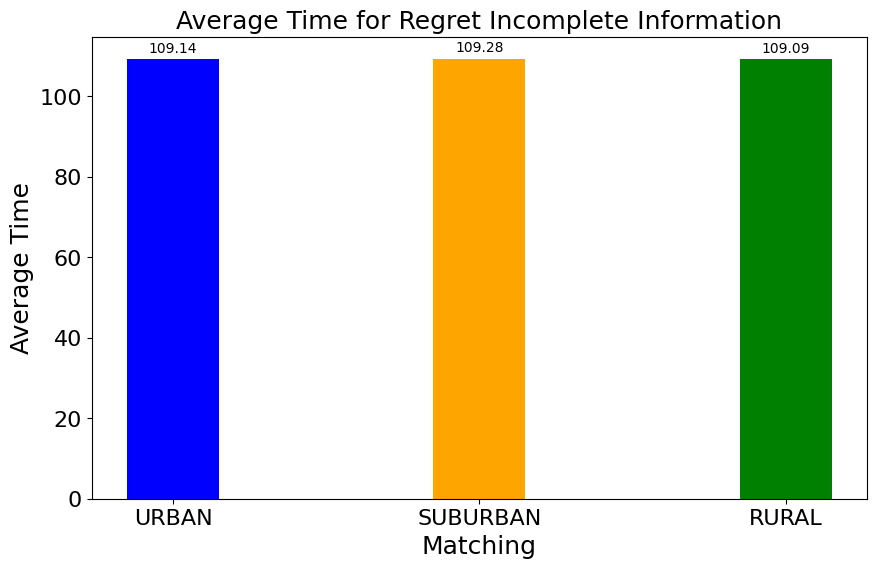 Average Time for Regret Incomplete Information
109.14
109.28
109.09
100
80
60
40
20
0
Average Time
URBAN
SUBURBAN
RURAL
Matching